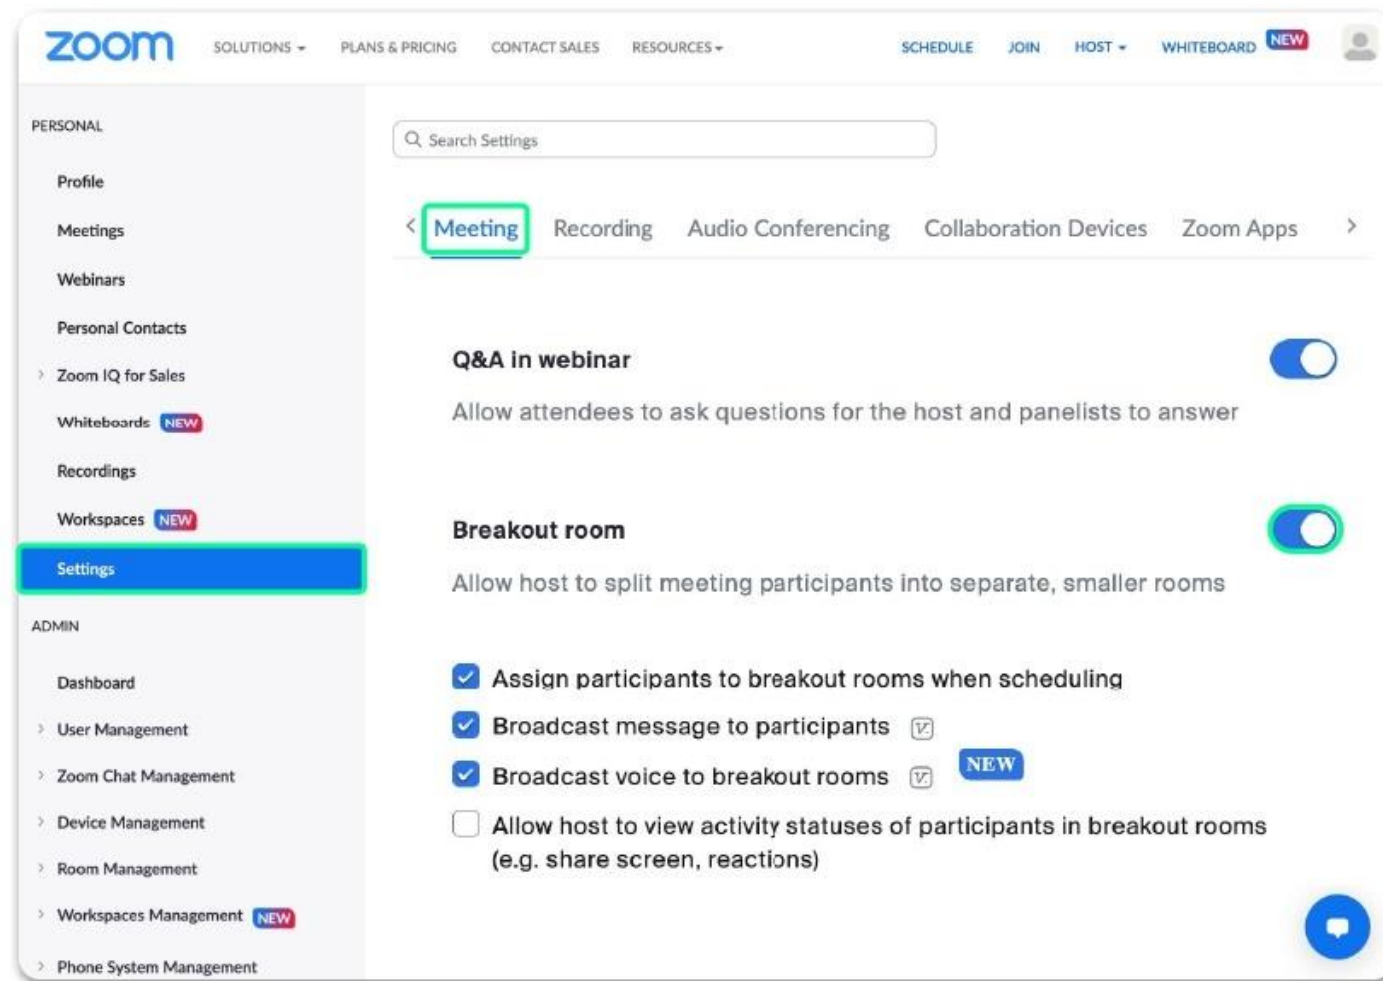 zoom SOLUTIONS PLANS & PRICING CONTACT SALES RESOURCES SCHEDULE JOIN HOST WHITEBOARD NEW
PERSONAL
Profile
Meetings
Webinars
Personal Contacts
Zoom IQ for Sales
Whiteboards NEW
Recordings
Workspaces NEW
Settings
ADMIN
Dashboard
User Management
Zoom Chat Management
Device Management
Room Management
Workspaces Management NEW
Phone System Management
Search Settings
Meeting Recording Audio Conferencing Collaboration Devices Zoom Apps
Q&A in webinar
Allow attendees to ask questions for the host and panelists to answer
Breakout room
Allow host to split meeting participants into separate, smaller rooms
Assign participants to breakout rooms when scheduling
Broadcast message to participants
Broadcast voice to breakout rooms NEW
Allow host to view activity statuses of participants in breakout rooms
(e.g. share screen, reactions)